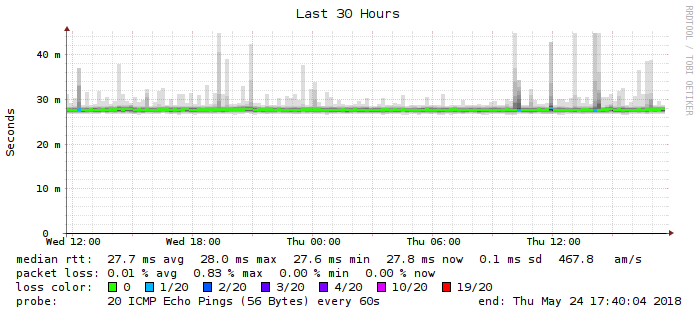 Last 30 Hours
RRDTOOL / TOBI OETIKER
Seconds
40 m
30 m
20 m
10 m
0
Wed 12:00 Wed 18:00 Thu 00:00 Thu 06:00 Thu 12:00
median rtt: 27.7 ms avg 28.0 ms max 27.6 ms min 27.8 ms now 0.1 ms sd 467.8 am/s
packet loss: 0.01 % avg 0.83 % max 0.00 % min 0.00 % now
loss color: 0 1/20 2/20 3/20 4/20 10/20 19/20
probe: 20 ICMP Echo Pings (56 Bytes) every 60s end: Thu May 24 17:40:04 2018